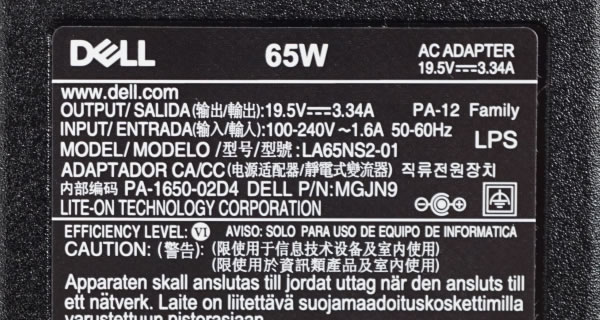 DELL 65W AC ADAPTER
19.5V⎓3.34A
www.dell.com
OUTPUT/ SALIDA(输出/輸出):19.5V⎓3.34A PA-12 Family
INPUT/ ENTRADA(输入/輸入):100-240V ~1.6A 50-60Hz LPS
MODEL/ MODELO /型号/型號:LA65NS2-01
ADAPTADOR CA/CC(电源适配器/靜電式變流器) 직류전원장치
内部编码 PA-1650-02D4 DELL P/N:MGJN9
LITE-ON TECHNOLOGY CORPORATION
EFFICIENCY LEVEL: VI AVISO: SOLO PARA USO DE EQUIPO DE INFORMATICA
CAUTION: (警告): (限使用于信息技术设备及室内使用)
(限使用於資訊類產品及室內使用)
Apparaten skall anslutas till jordat uttag när den ansluts till
ett nätverk. Laite on liitettävä suojamaadoituskoskettimilla
varustettuun pistorasiaan.